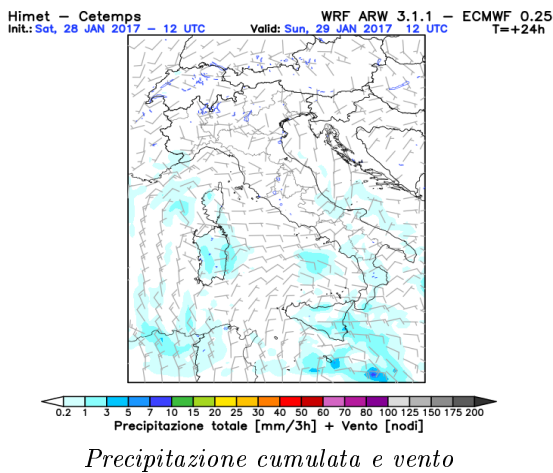 Himet – Cetemps WRF ARW 3.1.1 – ECMWF 0.25
Init.: Sat, 28 JAN 2017 – 12 UTC Valid: Sun, 29 JAN 2017 12 UTC T=+24h
0.2 1 3 5 7 10 15 20 25 30 40 50 60 70 80 100 125 150 175 200
Precipitazione totale [mm/3h] + Vento [nodi]
Precipitazione cumulata e vento